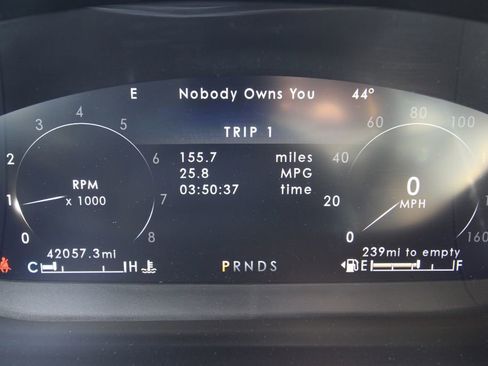 E Nobody Owns You 44°
TRIP 1
155.7 miles
25.8 MPG
03:50:37 time
0 1 2 3 4 5 6 7 8
RPM
x 1000
0 20 40 60 80 100 160
0
MPH
42057.3mi
C H
PRNDS
239mi to empty
E F